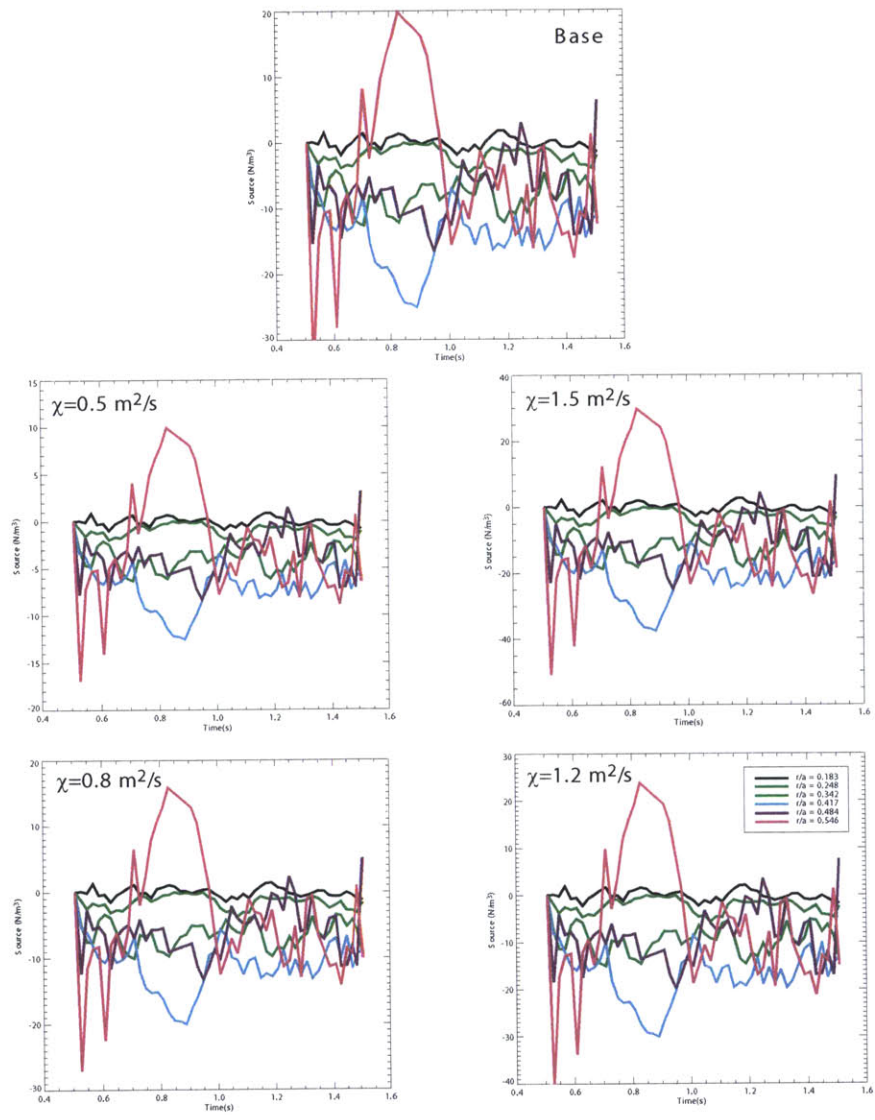 Base
Source (N/m³)
20
10
0
-10
-20
-30
0.4 0.6 0.8 1.0 1.2 1.4 1.6
Time(s)
χ=0.5 m²/s
Source (N/m³)
15
10
5
0
-5
-10
-15
-20
0.4 0.6 0.8 1.0 1.2 1.4 1.6
Time(s)
χ=1.5 m²/s
Source (N/m³)
40
20
0
-20
-40
-60
0.4 0.6 0.8 1.0 1.2 1.4 1.6
Time(s)
χ=0.8 m²/s
Source (N/m³)
20
10
0
-10
-20
-30
0.4 0.6 0.8 1.0 1.2 1.4 1.6
Time(s)
χ=1.2 m²/s
r/a = 0.183
r/a = 0.248
r/a = 0.342
r/a = 0.417
r/a = 0.484
r/a = 0.546
Source (N/m³)
30
20
10
0
-10
-20
-30
-40
0.4 0.6 0.8 1.0 1.2 1.4 1.6
Time(s)